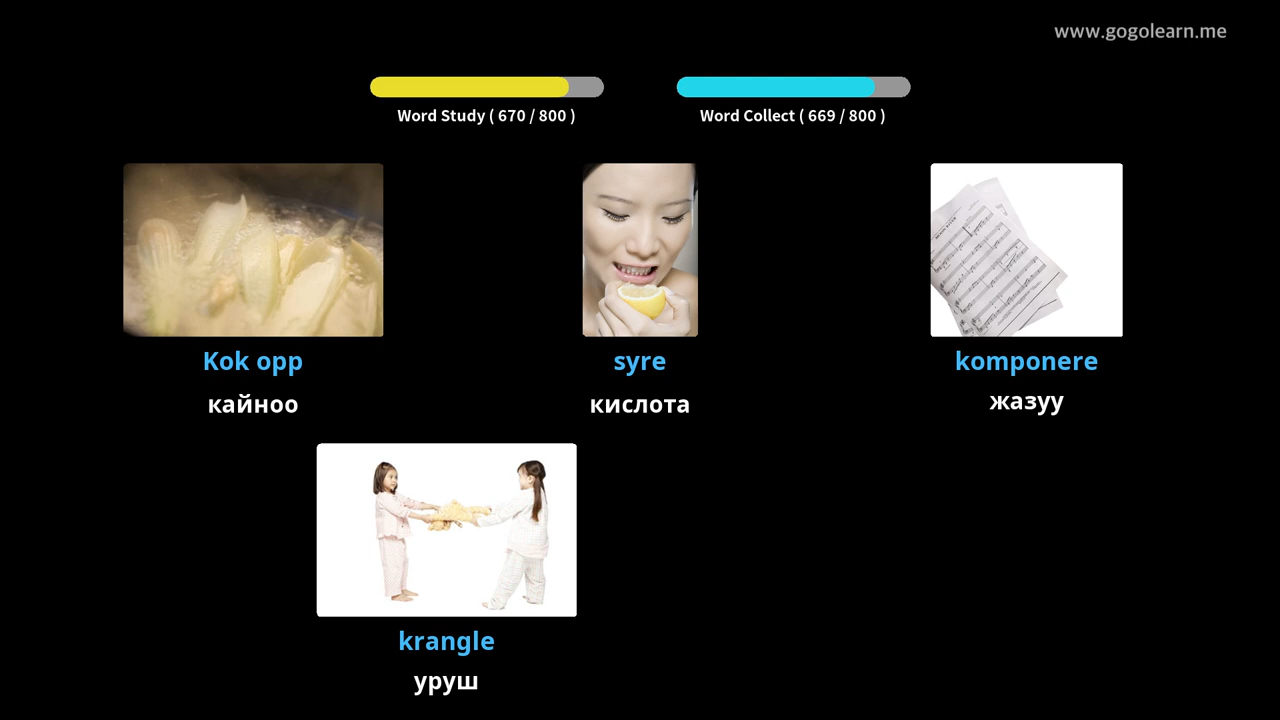 www.gogolearn.me
Word Study ( 670 / 800 )
Word Collect ( 669 / 800 )
Kok opp
кайноо
syre
кислота
komponere
жазуу
krangle
уруш